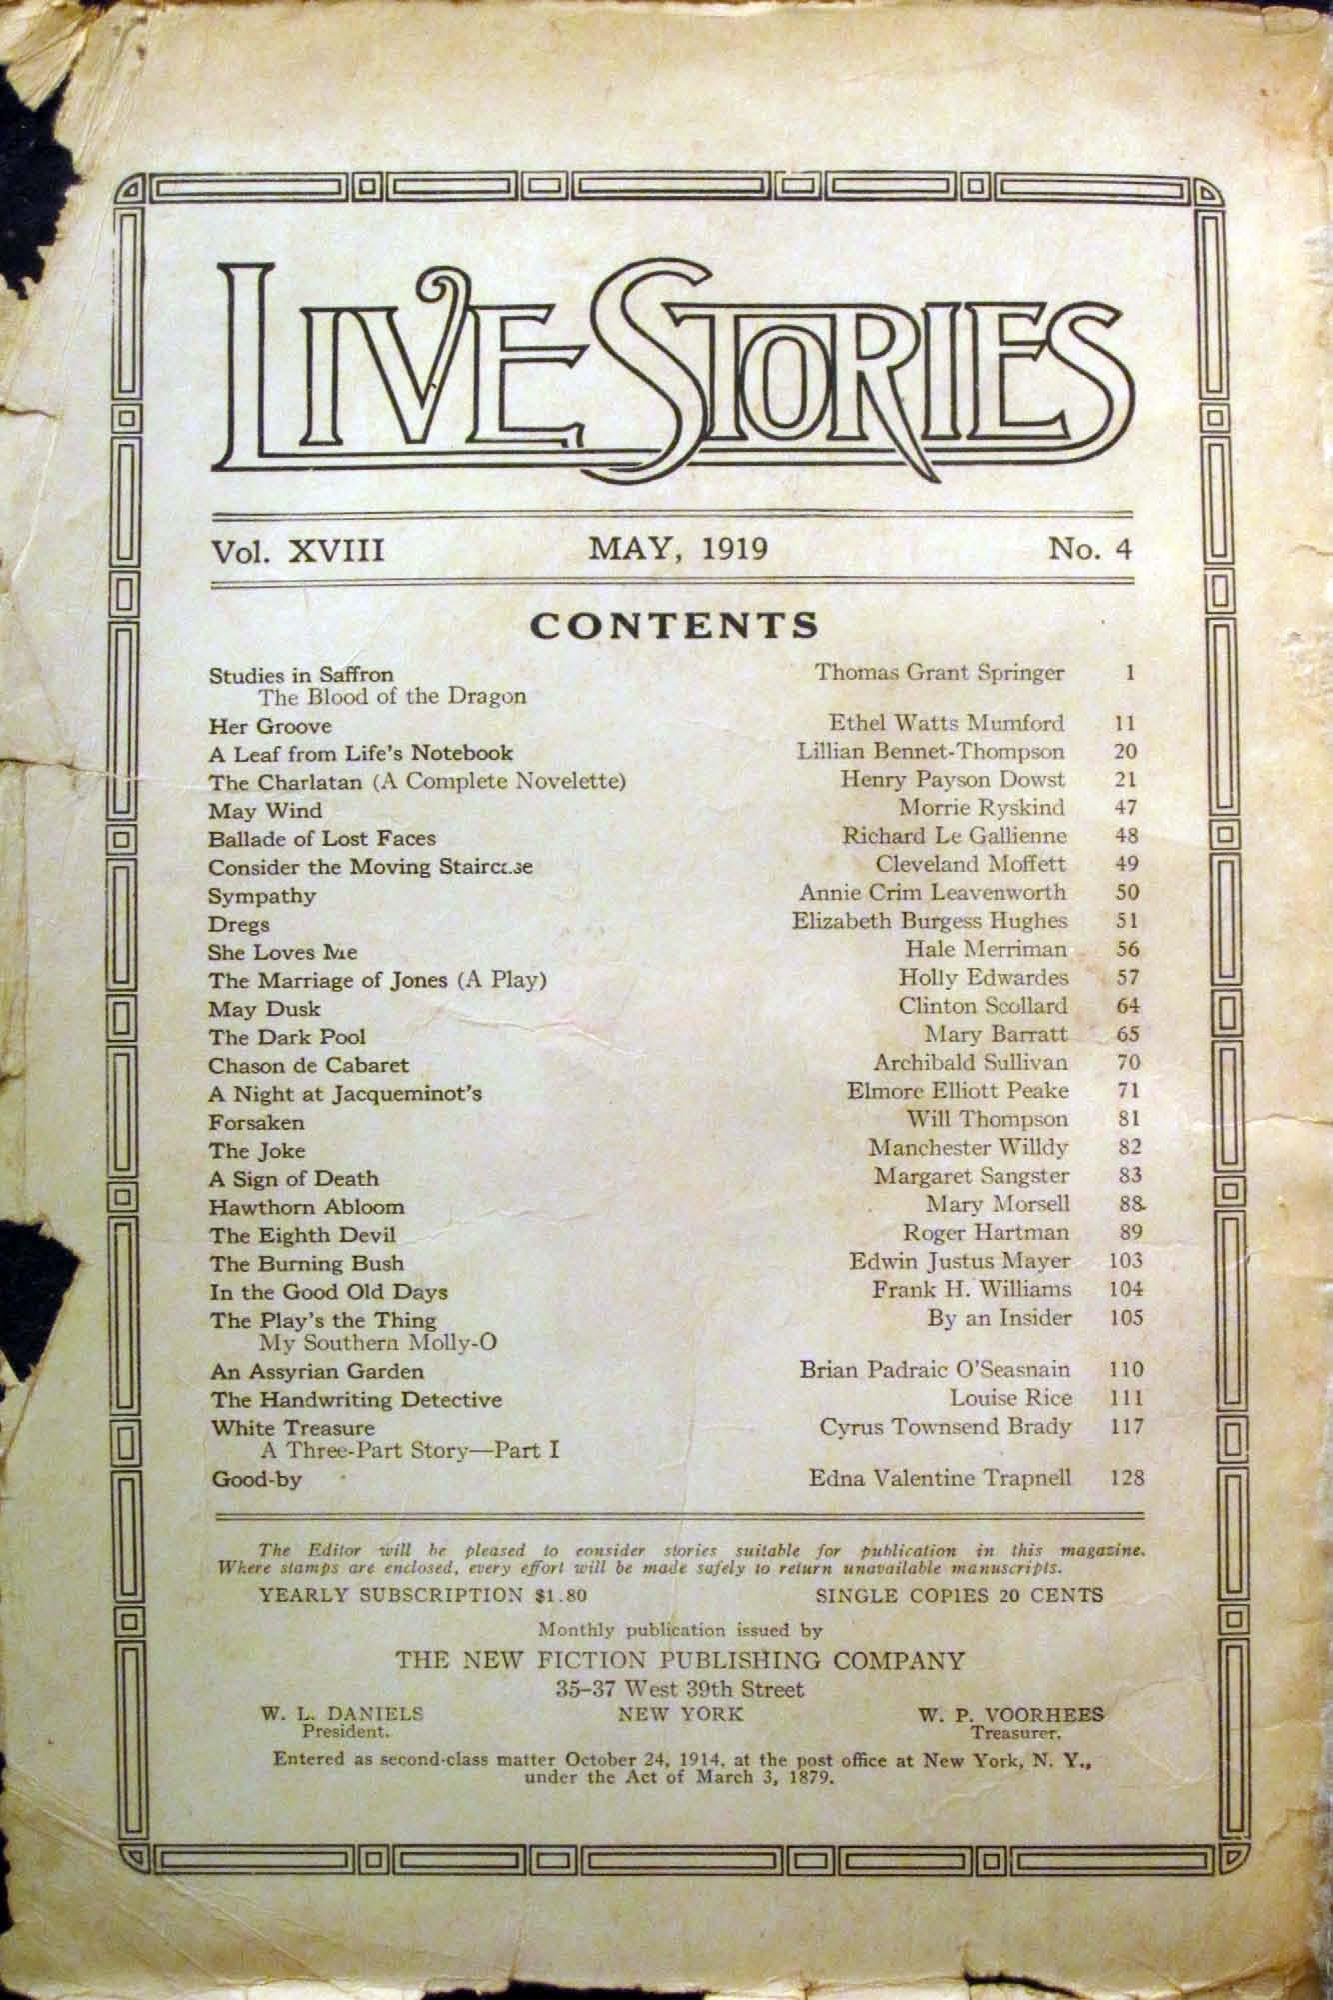 LIVE STORIES
Vol. XVIII MAY, 1919 No. 4
CONTENTS
Studies in Saffron Thomas Grant Springer 1
The Blood of the Dragon
Her Groove Ethel Watts Mumford 11
A Leaf from Life's Notebook Lillian Bennet-Thompson 20
The Charlatan (A Complete Novelette) Henry Payson Dowst 21
May Wind Morrie Ryskind 47
Ballade of Lost Faces Richard Le Gallienne 48
Consider the Moving Staircase Cleveland Moffett 49
Sympathy Annie Crim Leavenworth 50
Dregs Elizabeth Burgess Hughes 51
She Loves Me Hale Merriman 56
The Marriage of Jones (A Play) Holly Edwardes 57
May Dusk Clinton Scollard 64
The Dark Pool Mary Barratt 65
Chason de Cabaret Archibald Sullivan 70
A Night at Jacqueminot's Elmore Elliott Peake 71
Forsaken Will Thompson 81
The Joke Manchester Willdy 82
A Sign of Death Margaret Sangster 83
Hawthorn Abloom Mary Morsell 88
The Eighth Devil Roger Hartman 89
The Burning Bush Edwin Justus Mayer 103
In the Good Old Days Frank H. Williams 104
The Play's the Thing By an Insider 105
My Southern Molly-O
An Assyrian Garden Brian Padraic O'Seasnain 110
The Handwriting Detective Louise Rice 111
White Treasure Cyrus Townsend Brady 117
A Three-Part Story—Part I
Good-by Edna Valentine Trapnell 128
The Editor will be pleased to consider stories suitable for publication in this magazine.
Where stamps are enclosed, every effort will be made safely to return unavailable manuscripts.
YEARLY SUBSCRIPTION $1.80 SINGLE COPIES 20 CENTS
Monthly publication issued by
THE NEW FICTION PUBLISHING COMPANY
35-37 West 39th Street
W. L. DANIELS NEW YORK W. P. VOORHEES
President. Treasurer.
Entered as second-class matter October 24, 1914, at the post office at New York, N. Y.,
under the Act of March 3, 1879.